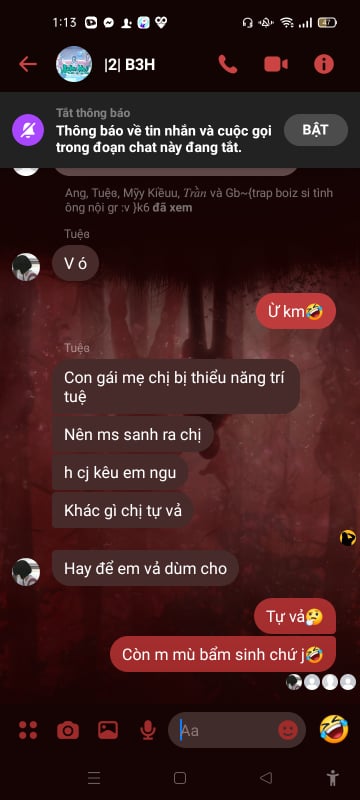 1:13
47
|2| B3H
Tắt thông báo
Thông báo về tin nhắn và cuộc gọi
trong đoạn chat này đang tắt.
BẬT
Ang, Tuệʚ, Mỹy Kiềuu, 𝑇𝑟𝑎̂̀𝑛 và Gb~{trap boiz si tình
ông nội gr :v }k6 đã xem
Tuệʚ
V ó
Ừ km🤣
Tuệʚ
Con gái mẹ chị bị thiểu năng trí
tuệ
Nên ms sanh ra chị
h cj kêu em ngu
Khác gì chị tự vả
Hay để em vả dùm cho
Tự vả🤧
Còn m mù bẩm sinh chứ j🤣
Aa